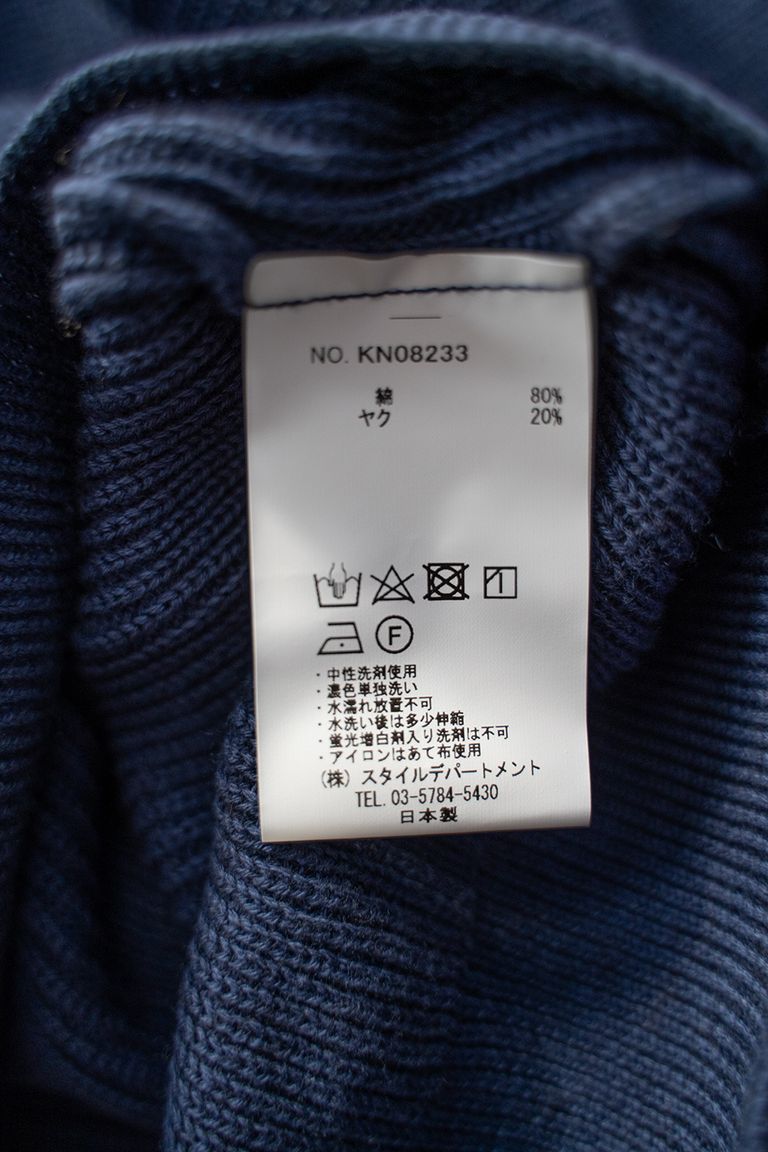 NO. KN08233
綿 80%
ヤク 20%
F
・中性洗剤使用
・濃色単独洗い
・水濡れ放置不可
・水洗い後は多少伸縮
・蛍光増白剤入り洗剤は不可
・アイロンはあて布使用
(株) スタイルデパートメント
TEL. 03-5784-5430
日本製